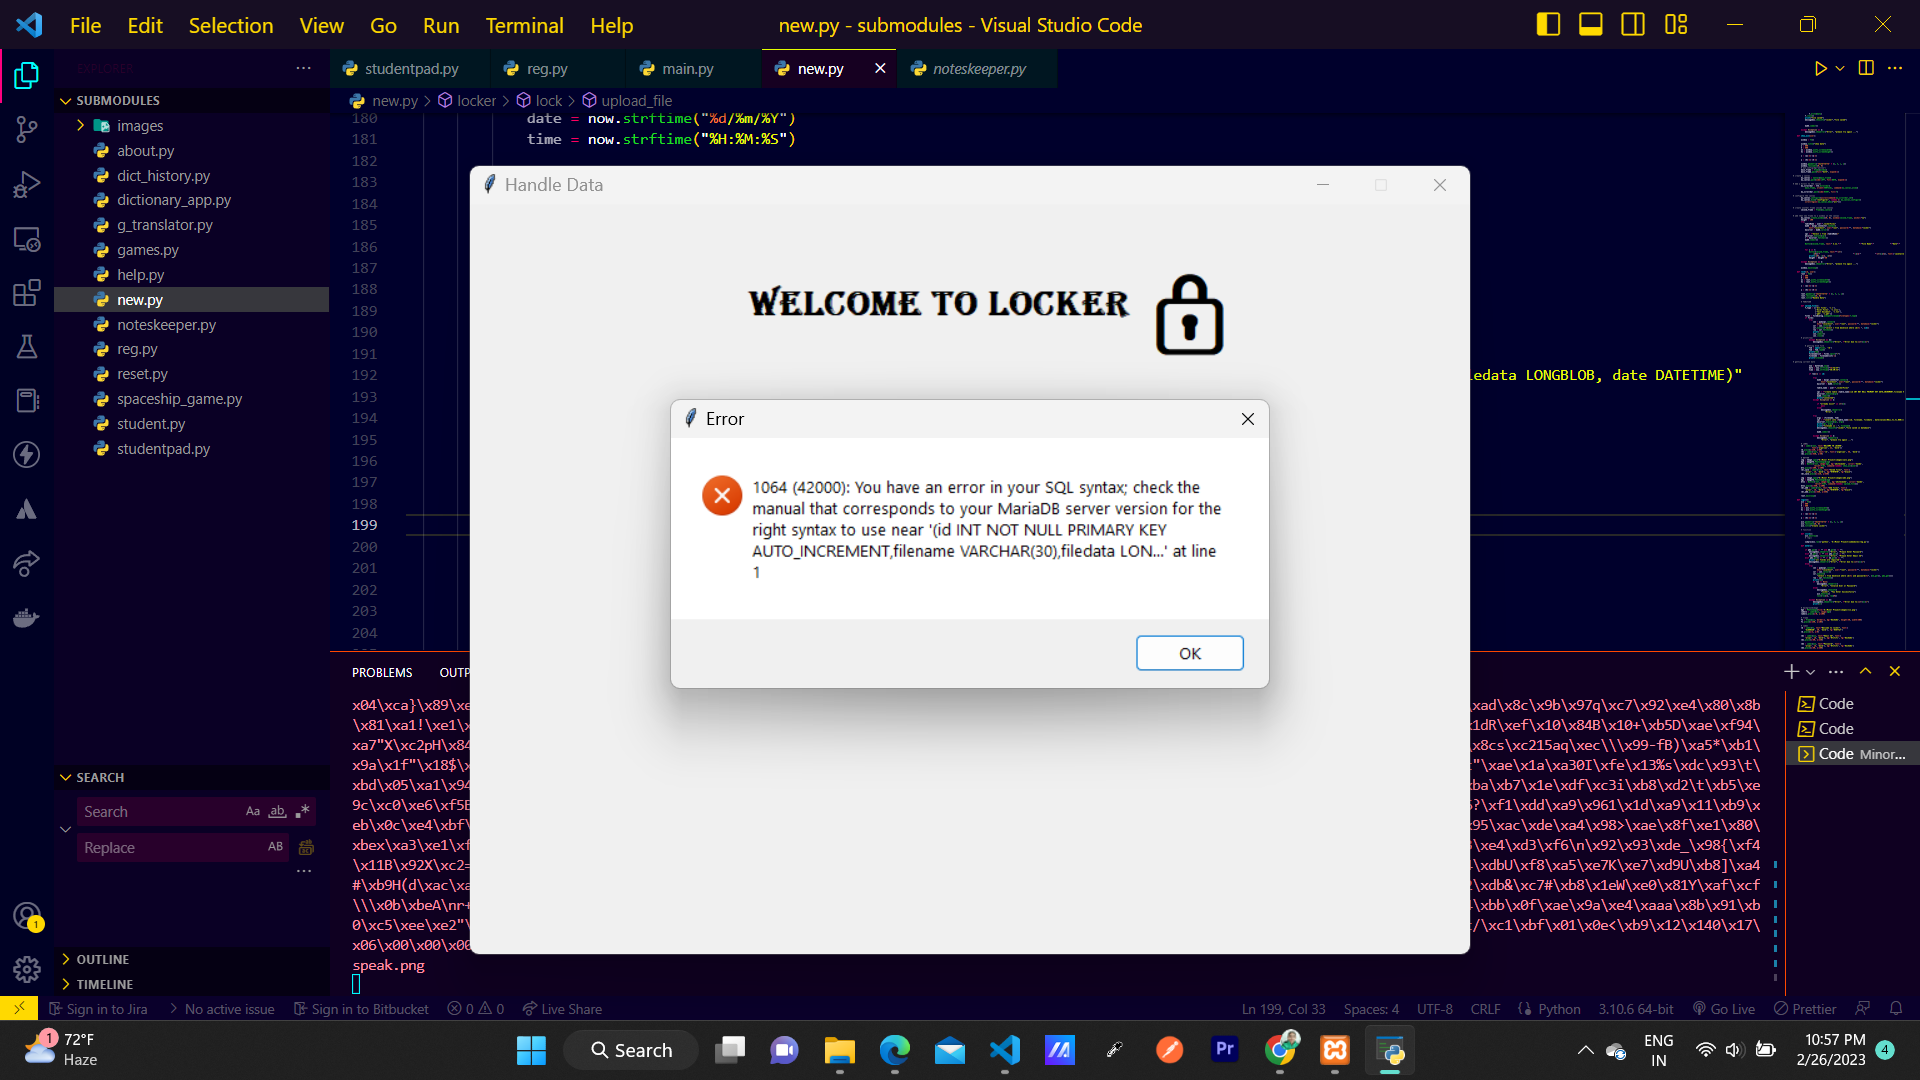 File Edit Selection View Go Run Terminal Help
new.py - submodules - Visual Studio Code
EXPLORER
studentpad.py
reg.py
main.py
new.py
noteskeeper.py
SUBMODULES
images
about.py
dict_history.py
dictionary_app.py
g_translator.py
games.py
help.py
new.py
noteskeeper.py
reg.py
reset.py
spaceship_game.py
student.py
studentpad.py
new.py > locker > lock > upload_file
180 date = now.strftime("%d/%m/%Y")
181 time = now.strftime("%H:%M:%S")
182
183
184
185
186
187
188
189
190
191
192 edata LONGBLOB, date DATETIME)"
193
194
195
196
197
198
199
200
201
202
203
204
Handle Data
WELCOME TO LOCKER
Error
1064 (42000): You have an error in your SQL syntax; check the
manual that corresponds to your MariaDB server version for the
right syntax to use near '(id INT NOT NULL PRIMARY KEY
AUTO_INCREMENT,filename VARCHAR(30),filedata LON...' at line
1
OK
PROBLEMS OUTP
x04\xca}\x89\xe
\xad\x8c\x9b\x97q\xc7\x92\xe4\x80\x8b
\x81\xa1!\xe1\x
1dR\xef\x10\x84B\x10+\xb5D\xae\xf94\
xa7"X\xc2pH\x84
\x8cs\xc215aq\xec\\\x99-fB)\xa5*\xb1\
x9a\x1f"\x18$\x
"\xae\x1a\xa30I\xfe\x13%s\xdc\x93\t\
xbd\x05\xa1\x94
ba\xb7\x1e\xdf\xc3i\xb8\xd2\t\xb5\xe
9c\xc0\xe6\xf5E
?\xf1\xdd\xa9\x961\x1d\xa9\x11\xb9\x
eb\x0c\xe4\xbf\
95\xac\xde\xa4\x98>\xae\x8f\xe1\x80\
xbex\xa3\xe1\xf
\xe4\xd3\xf6\n\x92\x93\xde_\x98{\xf4
\x11B\x92X\xc2=
\xdbU\xf8\xa5\xe7K\xe7\xd9U\xb8]\xa4
#\xb9H(d\xac\xa
\xdb&\xc7#\xb8\x1eW\xe0\x81Y\xaf\xcf
\\\x0b\xbeA\nr+
\xbb\x0f\xae\x9a\xe4\xaaa\x8b\x91\xb
0\xc5\xee\xe2"\
/\xc1\xbf\x01\x0e<\xb9\x12\x140\x17\
x06\x00\x00\x00
speak.png
Code
Code
Code Minor...
SEARCH
Search Aa ab
Replace AB
OUTLINE
TIMELINE
1
Sign in to Jira No active issue Sign in to Bitbucket 0 0 Live Share
Ln 199, Col 33 Spaces: 4 UTF-8 CRLF Python 3.10.6 64-bit Go Live Prettier
1
72°F
Haze
Search
Pr
ENG
IN
10:57 PM
2/26/2023
4